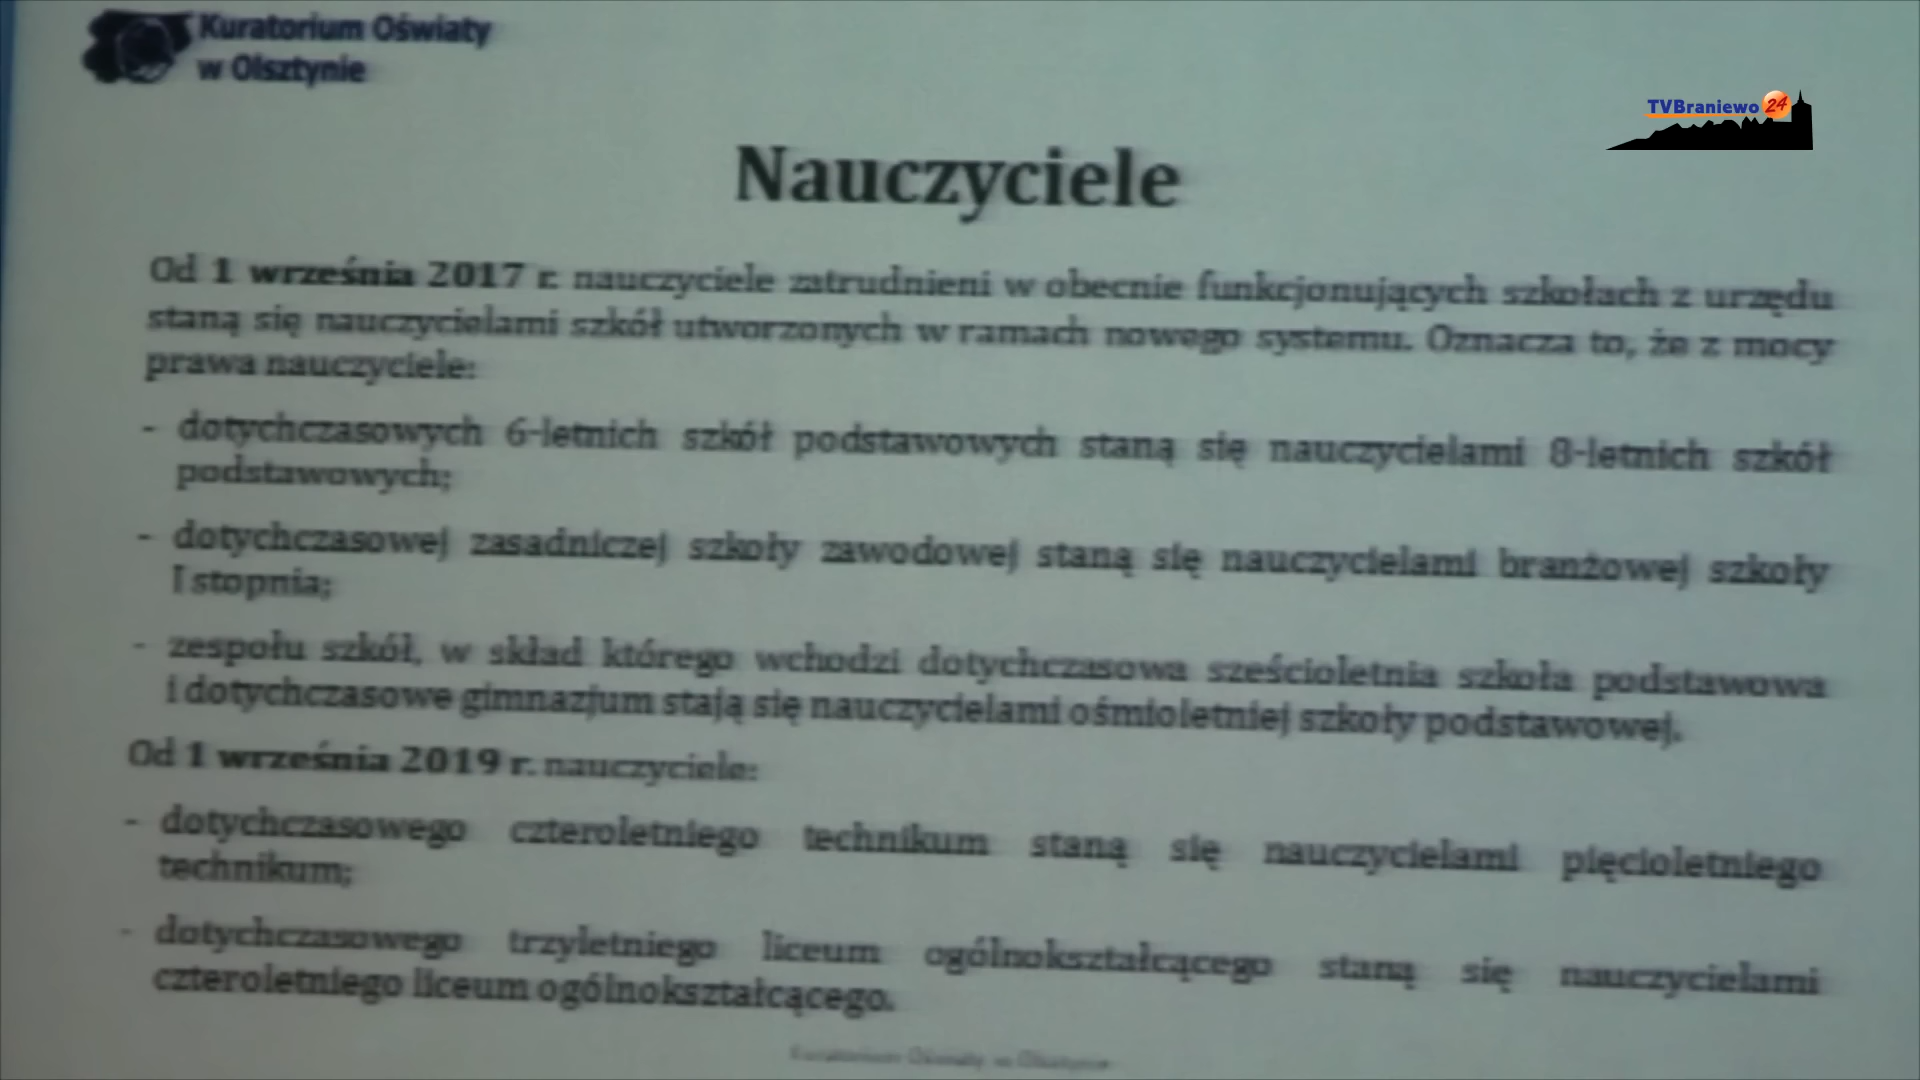 Kuratorium Oświaty
w Olsztynie
TVBraniewo 24
Nauczyciele
Od 1 września 2017 r. nauczyciele zatrudnieni w obecnie funkcjonujących szkołach z urzędu
staną się nauczycielami szkół utworzonych w ramach nowego systemu. Oznacza to, że z mocy
prawa nauczyciele:
- dotychczasowych 6-letnich szkół podstawowych staną się nauczycielami 8-letnich szkół
podstawowych;
- dotychczasowej zasadniczej szkoły zawodowej staną się nauczycielami branżowej szkoły
I stopnia;
- zespołu szkół, w skład którego wchodzi dotychczasowa sześcioletnia szkoła podstawowa
i dotychczasowe gimnazjum stają się nauczycielami ośmioletniej szkoły podstawowej.
Od 1 września 2019 r. nauczyciele:
- dotychczasowego czteroletniego technikum staną się nauczycielami pięcioletniego
technikum;
- dotychczasowego trzyletniego liceum ogólnokształcącego staną się nauczycielami
czteroletniego liceum ogólnokształcącego.
Kuratorium Oświaty w Olsztynie